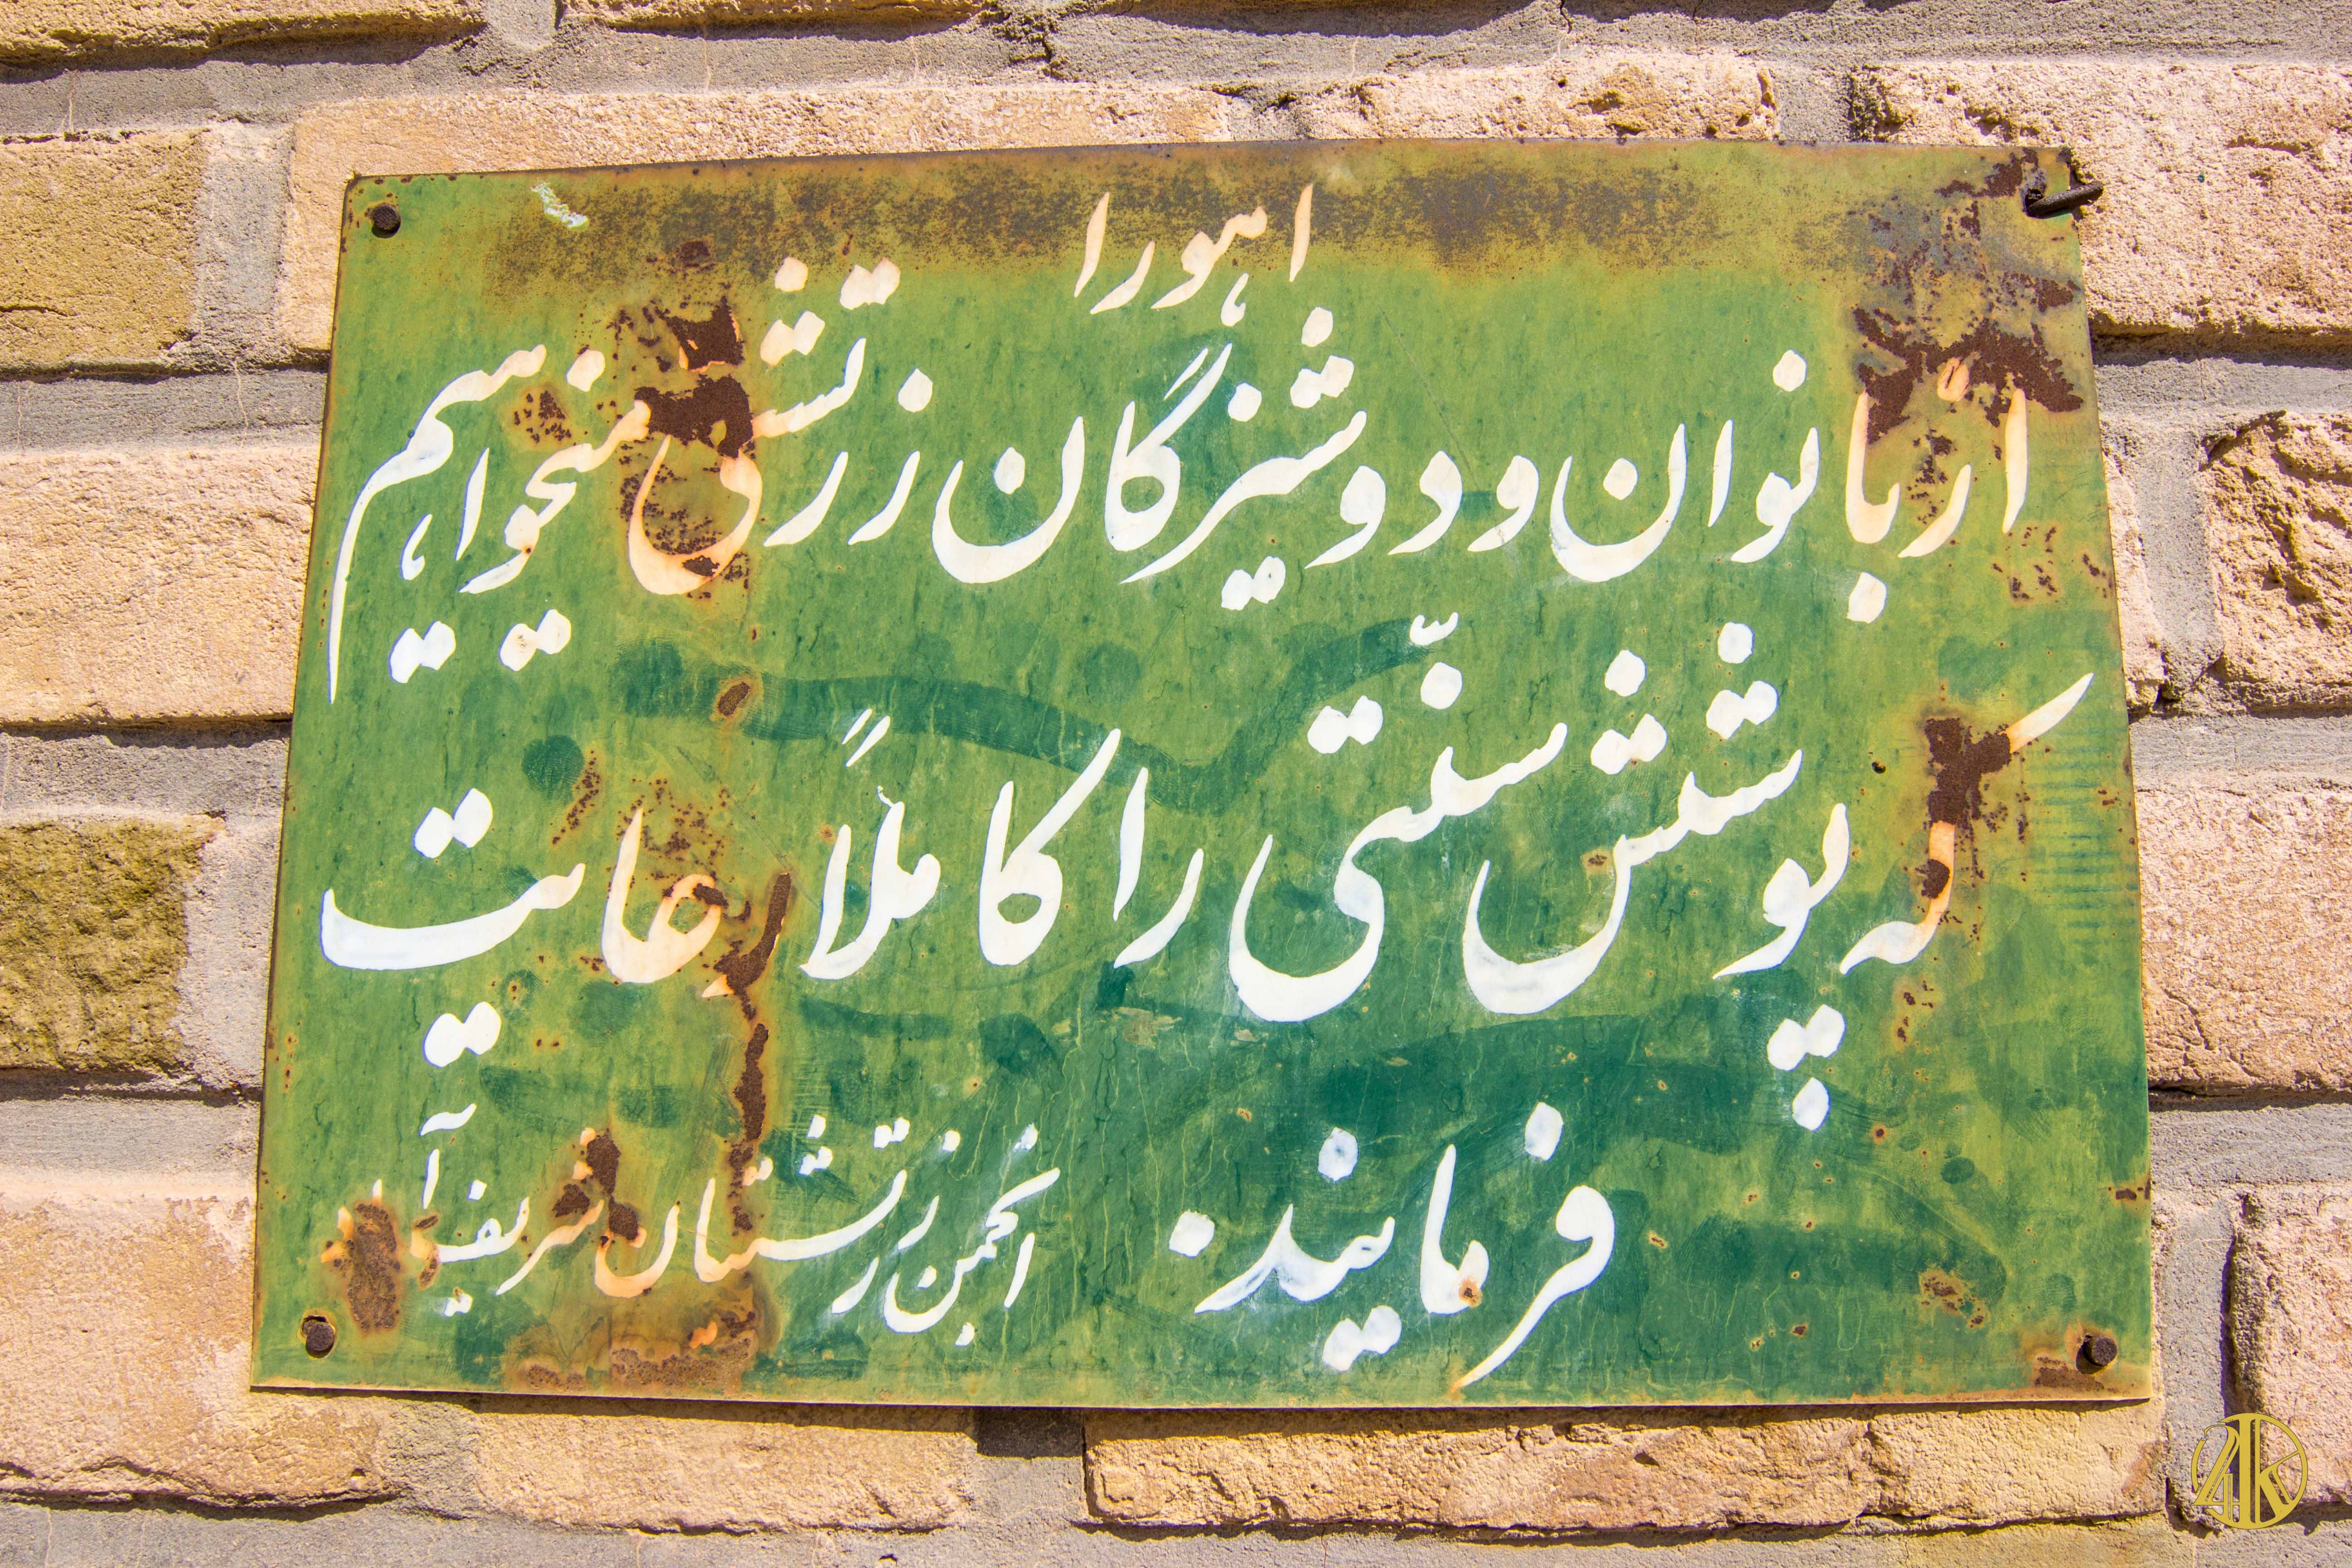 اهورا
از بانوان و دوشیزگان زرتشتی میخواهیم
که پوشش سنتی را کاملاً رعایت
فرمایند.
انجمن زرتشتیان شریف‌آباد